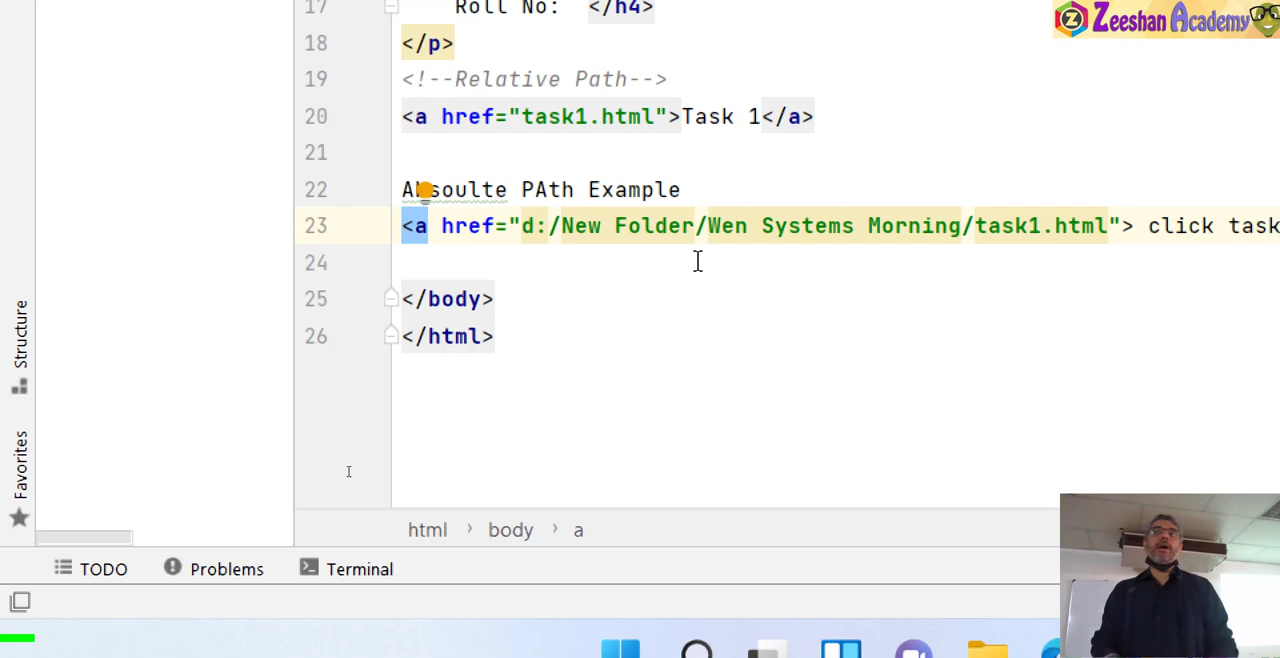 Zeeshan Academy
17 Roll No: </h4>
18 </p>
19 <!--Relative Path-->
20 <a href="task1.html">Task 1</a>
21
22 Absoulte PAth Example
23 <a href="d:/New Folder/Wen Systems Morning/task1.html"> click task
24
25 </body>
26 </html>
Structure
Favorites
html › body › a
TODO Problems Terminal